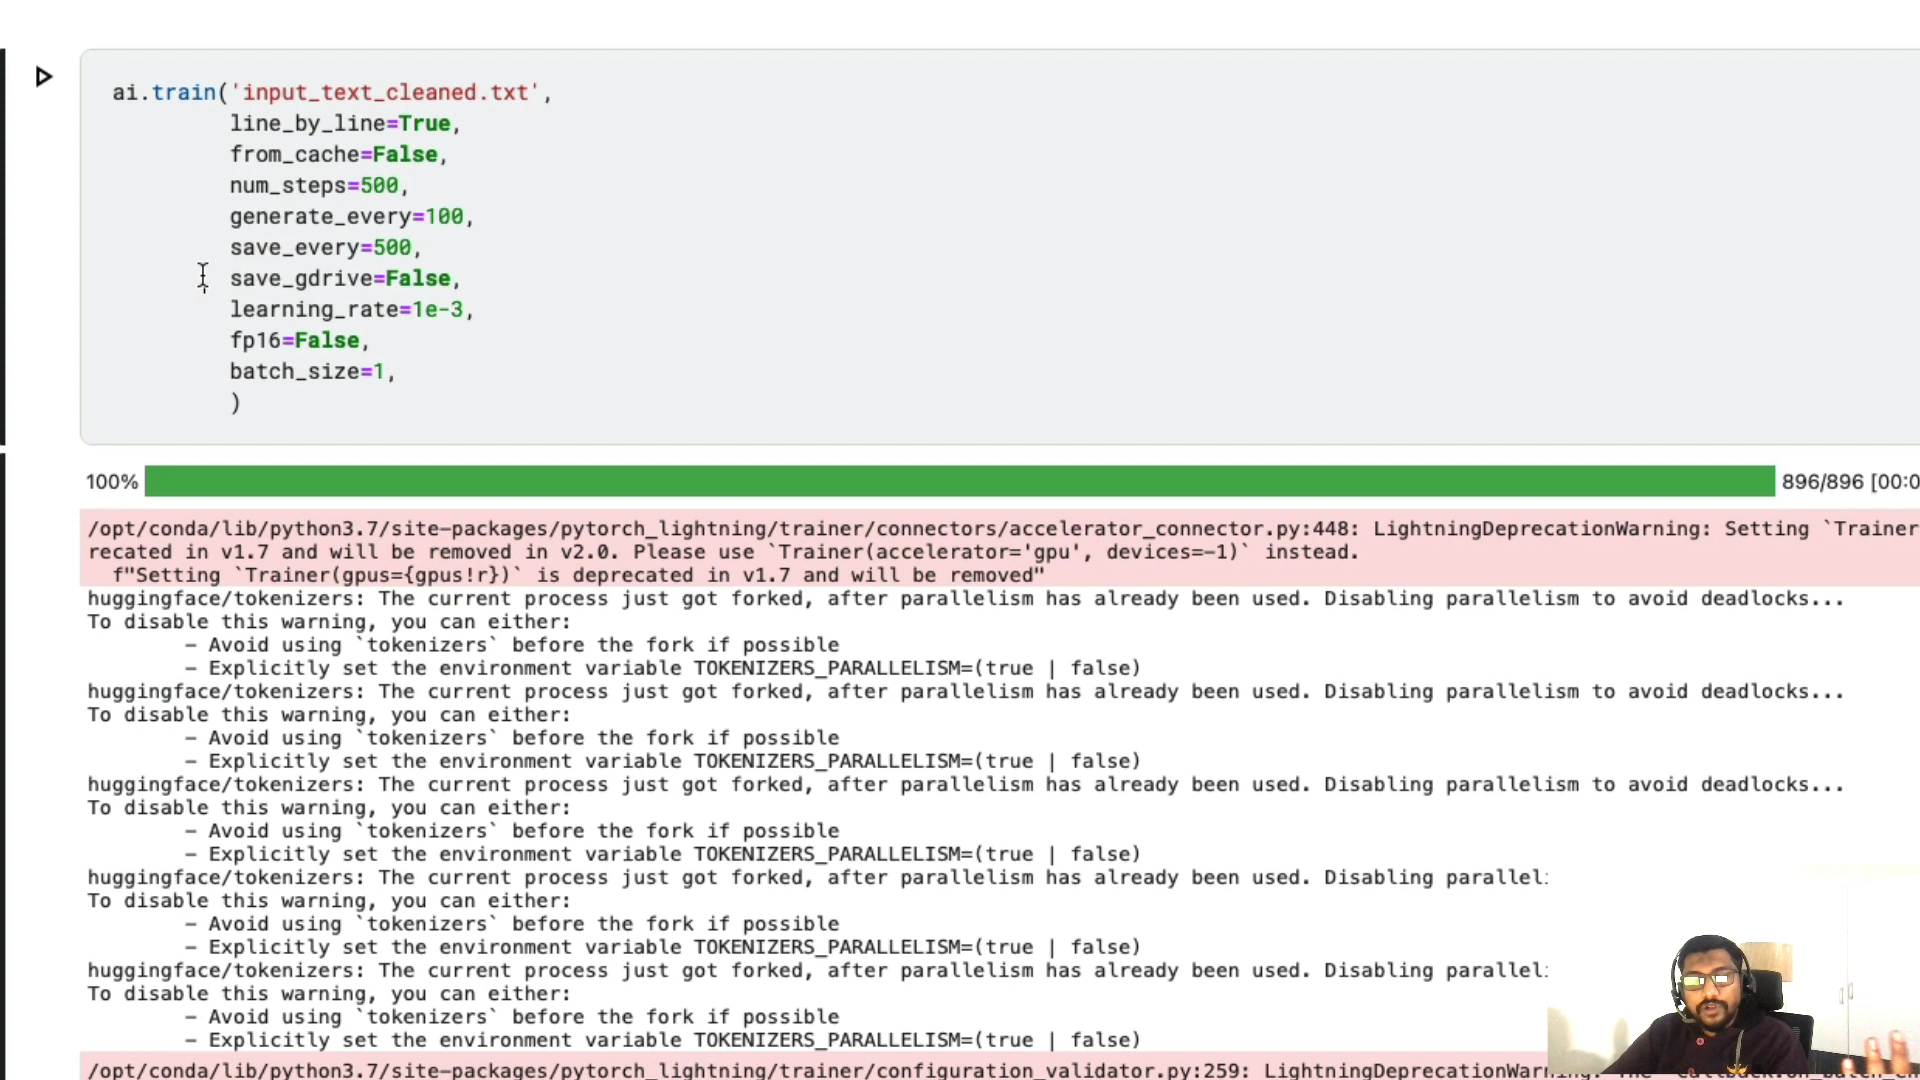 ai.train('input_text_cleaned.txt',
line_by_line=True,
from_cache=False,
num_steps=500,
generate_every=100,
save_every=500,
save_gdrive=False,
learning_rate=1e-3,
fp16=False,
batch_size=1,
)
100% 896/896 [00:0
/opt/conda/lib/python3.7/site-packages/pytorch_lightning/trainer/connectors/accelerator_connector.py:448: LightningDeprecationWarning: Setting `Trainer
recated in v1.7 and will be removed in v2.0. Please use `Trainer(accelerator='gpu', devices=-1)` instead.
f"Setting `Trainer(gpus={gpus!r})` is deprecated in v1.7 and will be removed"
huggingface/tokenizers: The current process just got forked, after parallelism has already been used. Disabling parallelism to avoid deadlocks...
To disable this warning, you can either:
- Avoid using `tokenizers` before the fork if possible
- Explicitly set the environment variable TOKENIZERS_PARALLELISM=(true | false)
huggingface/tokenizers: The current process just got forked, after parallelism has already been used. Disabling parallelism to avoid deadlocks...
To disable this warning, you can either:
- Avoid using `tokenizers` before the fork if possible
- Explicitly set the environment variable TOKENIZERS_PARALLELISM=(true | false)
huggingface/tokenizers: The current process just got forked, after parallelism has already been used. Disabling parallelism to avoid deadlocks...
To disable this warning, you can either:
- Avoid using `tokenizers` before the fork if possible
- Explicitly set the environment variable TOKENIZERS_PARALLELISM=(true | false)
huggingface/tokenizers: The current process just got forked, after parallelism has already been used. Disabling parallel
To disable this warning, you can either:
- Avoid using `tokenizers` before the fork if possible
- Explicitly set the environment variable TOKENIZERS_PARALLELISM=(true | false)
huggingface/tokenizers: The current process just got forked, after parallelism has already been used. Disabling parallel
To disable this warning, you can either:
- Avoid using `tokenizers` before the fork if possible
- Explicitly set the environment variable TOKENIZERS_PARALLELISM=(true | false)
/opt/conda/lib/python3.7/site-packages/pytorch_lightning/trainer/configuration_validator.py:259: LightningDeprecationWarn